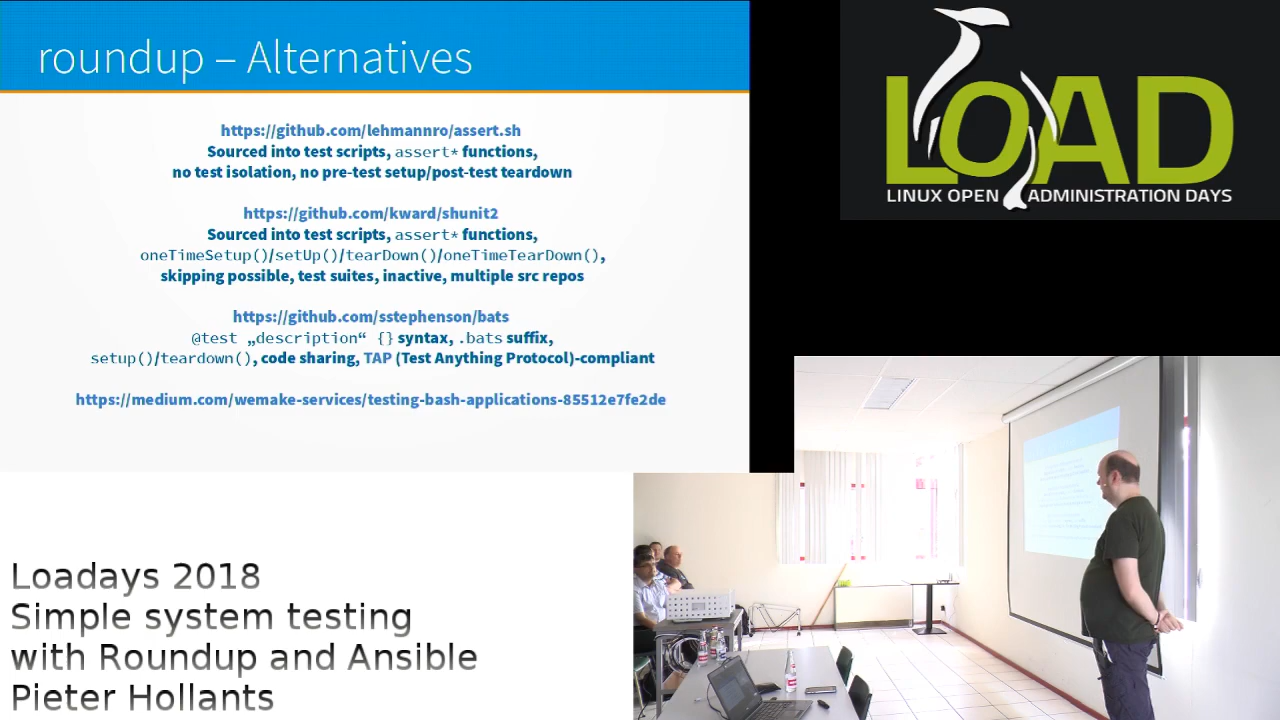 roundup – Alternatives
https://github.com/lehmannro/assert.sh
Sourced into test scripts, assert* functions,
no test isolation, no pre-test setup/post-test teardown
https://github.com/kward/shunit2
Sourced into test scripts, assert* functions,
oneTimeSetup()/setUp()/tearDown()/oneTimeTearDown(),
skipping possible, test suites, inactive, multiple src repos
https://github.com/sstephenson/bats
@test „description“ {} syntax, .bats suffix,
setup()/teardown(), code sharing, TAP (Test Anything Protocol)-compliant
https://medium.com/wemake-services/testing-bash-applications-85512e7fe2de
LOAD
LINUX OPEN ADMINISTRATION DAYS
Loadays 2018
Simple system testing
with Roundup and Ansible
Pieter Hollants